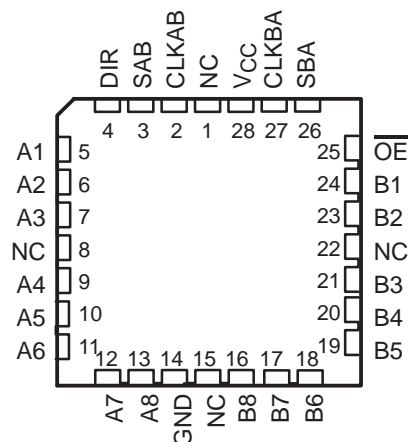 DIR SAB CLKAB NC VCC CLKBA SBA
4 3 2 1 28 27 26
A1 5 25 OE
A2 6 24 B1
A3 7 23 B2
NC 8 22 NC
A4 9 21 B3
A5 10 20 B4
A6 11 19 B5
12 13 14 15 16 17 18
A7 A8 GND NC B8 B7 B6